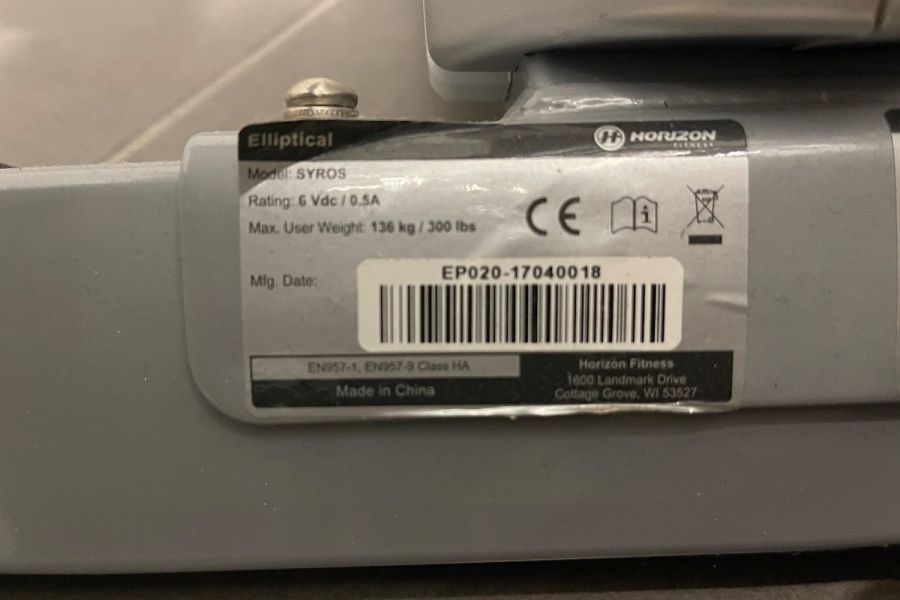 Elliptical
HORIZON
FITNESS
Model: SYROS
Rating: 6 Vdc / 0.5A
Max. User Weight: 136 kg / 300 lbs
CE
i
Mfg. Date:
EP020-17040018
EN957-1, EN957-9 Class HA
Made in China
Horizon Fitness
1600 Landmark Drive
Cottage Grove, WI 53527